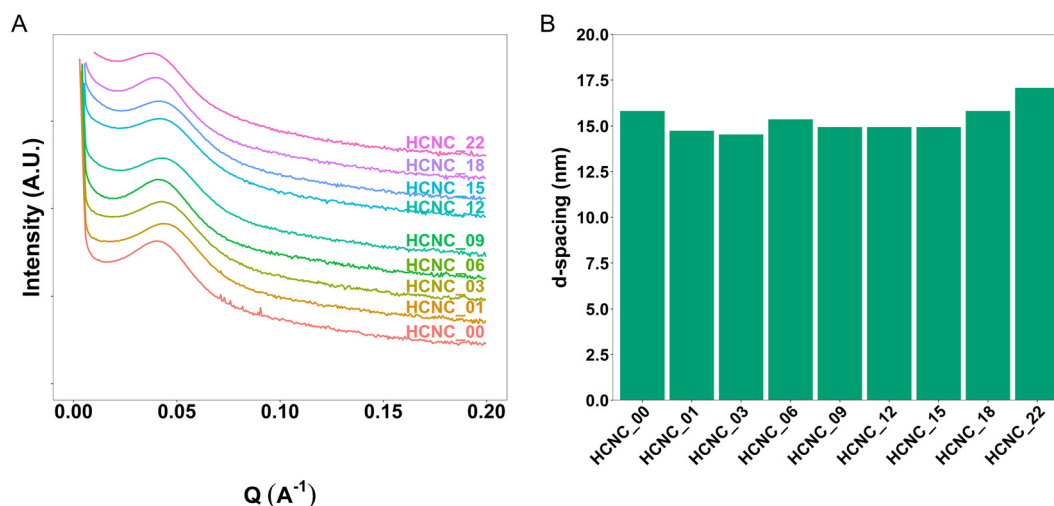 A
Intensity (A.U.)
HCNC_22
HCNC_18
HCNC_15
HCNC_12
HCNC_09
HCNC_06
HCNC_03
HCNC_01
HCNC_00
0.00 0.05 0.10 0.15 0.20
Q (A⁻¹)
B
d-spacing (nm)
20.0
17.5
15.0
12.5
10.0
7.5
5.0
2.5
0.0
HCNC_00 HCNC_01 HCNC_03 HCNC_06 HCNC_09 HCNC_12 HCNC_15 HCNC_18 HCNC_22